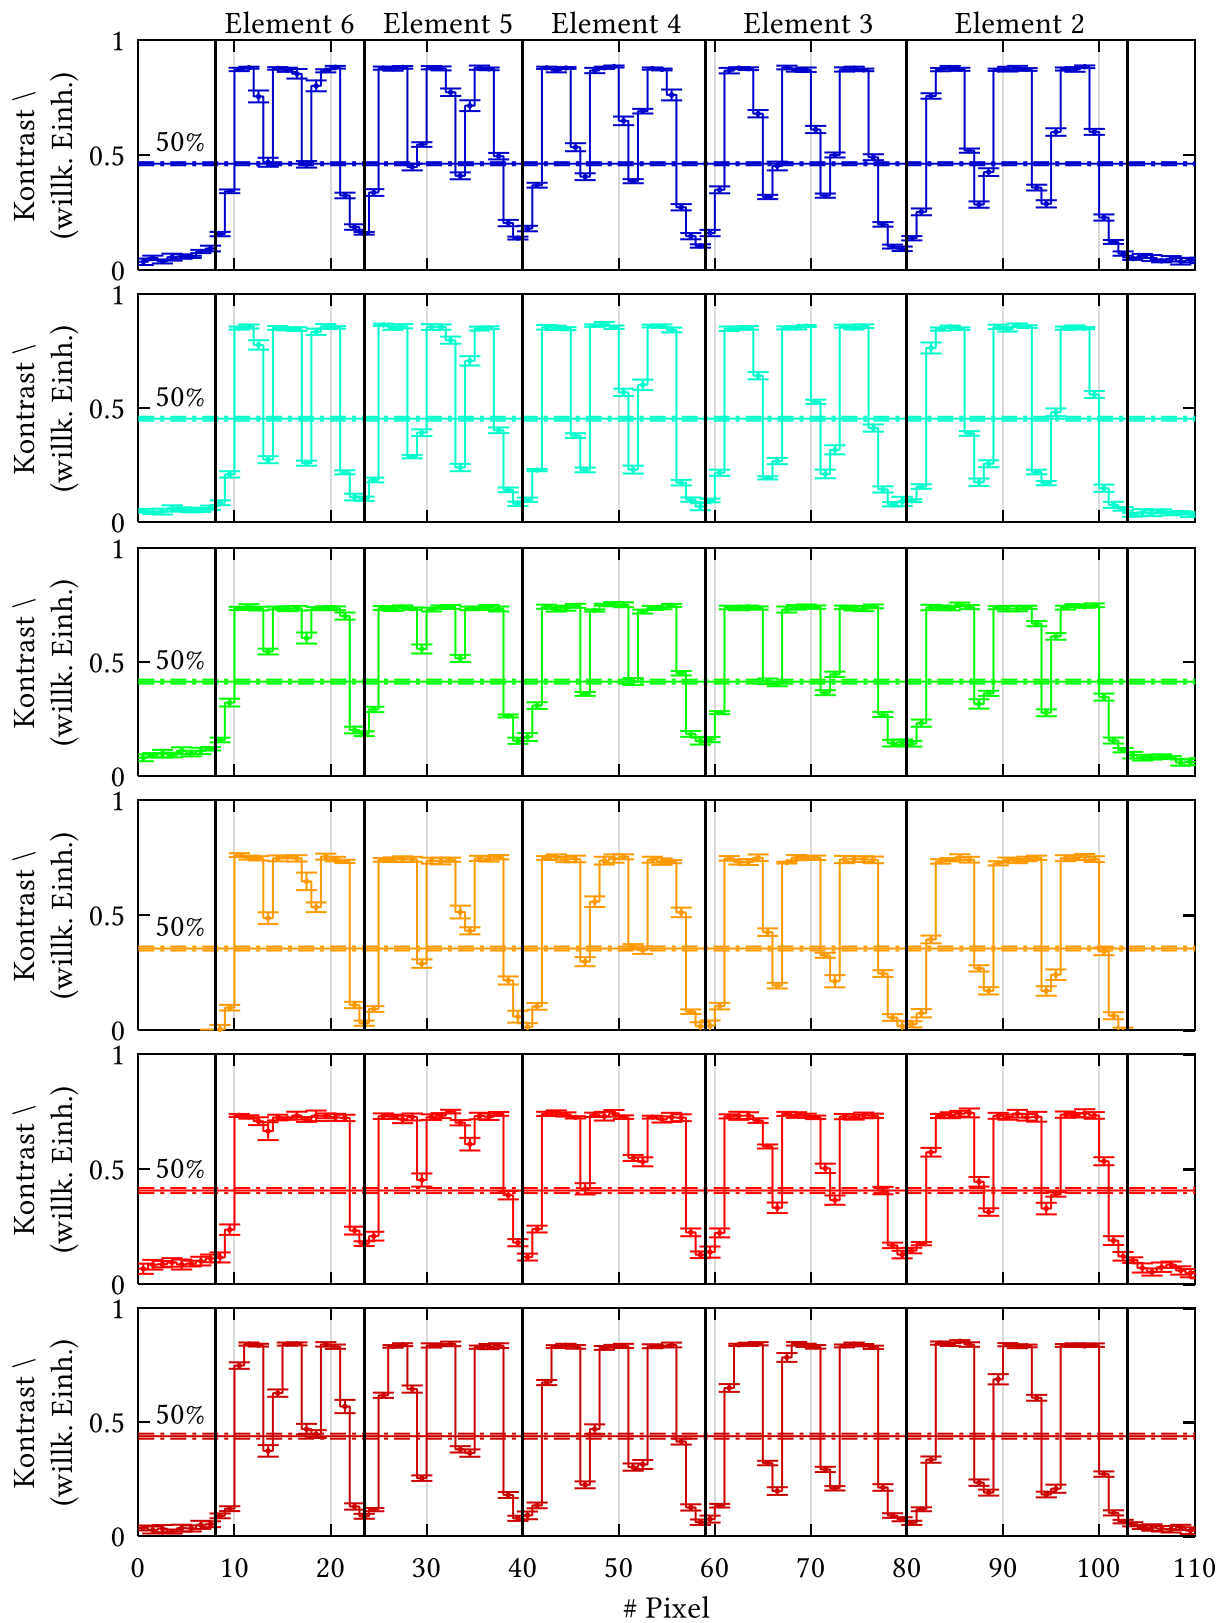 Element 6 Element 5 Element 4 Element 3 Element 2
Kontrast \
(willk. Einh.)
1
0.5
0
50%
Kontrast \
(willk. Einh.)
1
0.5
0
50%
Kontrast \
(willk. Einh.)
1
0.5
0
50%
Kontrast \
(willk. Einh.)
1
0.5
0
50%
Kontrast \
(willk. Einh.)
1
0.5
0
50%
Kontrast \
(willk. Einh.)
1
0.5
0
50%
0 10 20 30 40 50 60 70 80 90 100 110
# Pixel